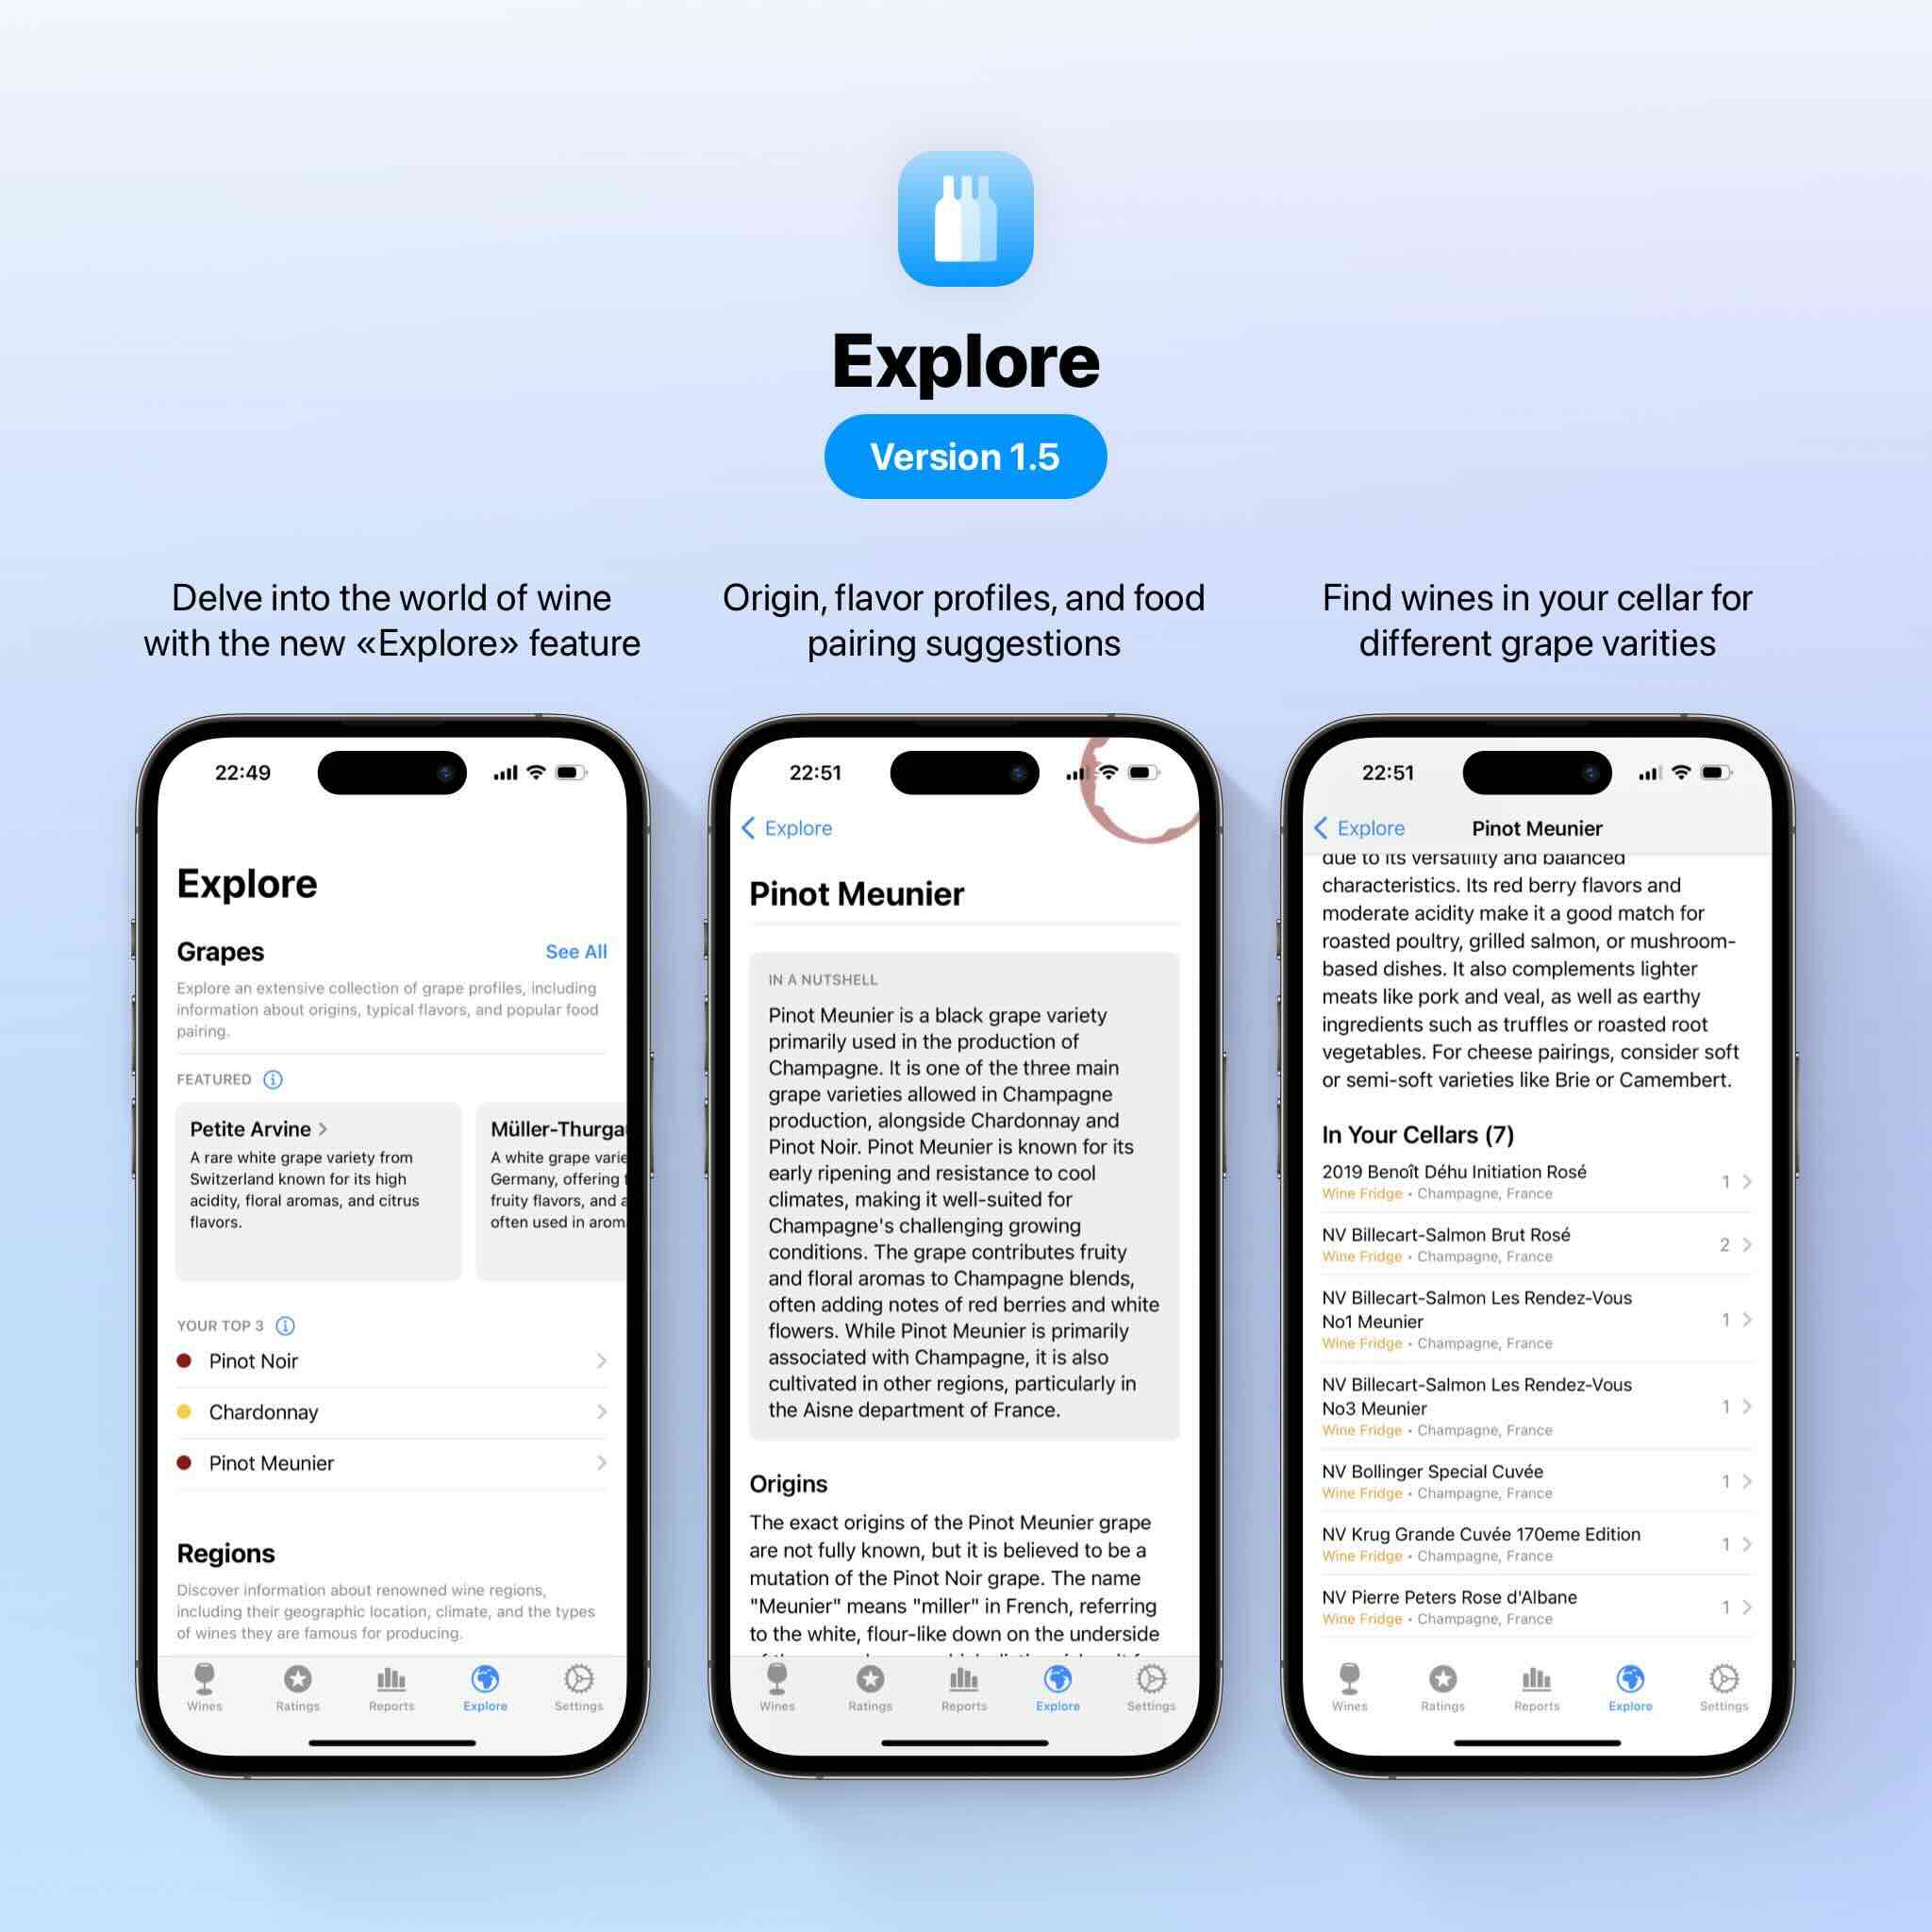 Explore
Version 1.5
Delve into the world of wine
with the new «Explore» feature
Origin, flavor profiles, and food
pairing suggestions
Find wines in your cellar for
different grape varities
22:49
Explore
Grapes
See All
Explore an extensive collection of grape profiles, including
information about origins, typical flavors, and popular food
pairing.
FEATURED
Petite Arvine
A rare white grape variety from
Switzerland known for its high
acidity, floral aromas, and citrus
flavors.
Müller-Thurga
A white grape varie
Germany, offering
fruity flavors, and
often used in arom
YOUR TOP 3
Pinot Noir
Chardonnay
Pinot Meunier
Regions
Discover information about renowned wine regions,
including their geographic location, climate, and the types
of wines they are famous for producing.
Wines
Ratings
Reports
Explore
Settings
22:51
Explore
Pinot Meunier
IN A NUTSHELL
Pinot Meunier is a black grape variety
primarily used in the production of
Champagne. It is one of the three main
grape varieties allowed in Champagne
production, alongside Chardonnay and
Pinot Noir. Pinot Meunier is known for its
early ripening and resistance to cool
climates, making it well-suited for
Champagne's challenging growing
conditions. The grape contributes fruity
and floral aromas to Champagne blends,
often adding notes of red berries and white
flowers. While Pinot Meunier is primarily
associated with Champagne, it is also
cultivated in other regions, particularly in
the Aisne department of France.
Origins
The exact origins of the Pinot Meunier grape
are not fully known, but it is believed to be a
mutation of the Pinot Noir grape. The name
"Meunier" means "miller" in French, referring
to the white, flour-like down on the underside
Wines
Ratings
Reports
Explore
Settings
22:51
Explore
Pinot Meunier
due to its versatility and balanced
characteristics. Its red berry flavors and
moderate acidity make it a good match for
roasted poultry, grilled salmon, or mushroom-
based dishes. It also complements lighter
meats like pork and veal, as well as earthy
ingredients such as truffles or roasted root
vegetables. For cheese pairings, consider soft
or semi-soft varieties like Brie or Camembert.
In Your Cellars (7)
2019 Benoît Déhu Initiation Rosé
1
Wine Fridge • Champagne, France
NV Billecart-Salmon Brut Rosé
2
Wine Fridge • Champagne, France
NV Billecart-Salmon Les Rendez-Vous
No1 Meunier
1
Wine Fridge • Champagne, France
NV Billecart-Salmon Les Rendez-Vous
No3 Meunier
1
Wine Fridge • Champagne, France
NV Bollinger Special Cuvée
1
Wine Fridge • Champagne, France
NV Krug Grande Cuvée 170eme Edition
1
Wine Fridge • Champagne, France
NV Pierre Peters Rose d'Albane
1
Wine Fridge • Champagne, France
Wines
Ratings
Reports
Explore
Settings